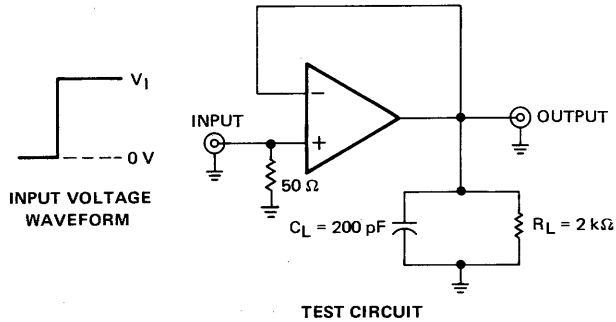 V_I
0 V
INPUT VOLTAGE
WAVEFORM
INPUT
−
+
50 Ω
OUTPUT
C_L = 200 pF
R_L = 2 kΩ
TEST CIRCUIT